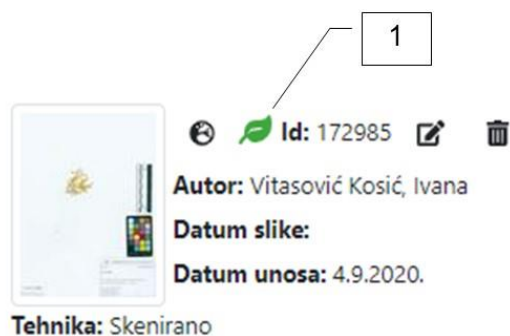 1
Id: 172985
Autor: Vitasović Kosić, Ivana
Datum slike:
Datum unosa: 4.9.2020.
Tehnika: Skenirano